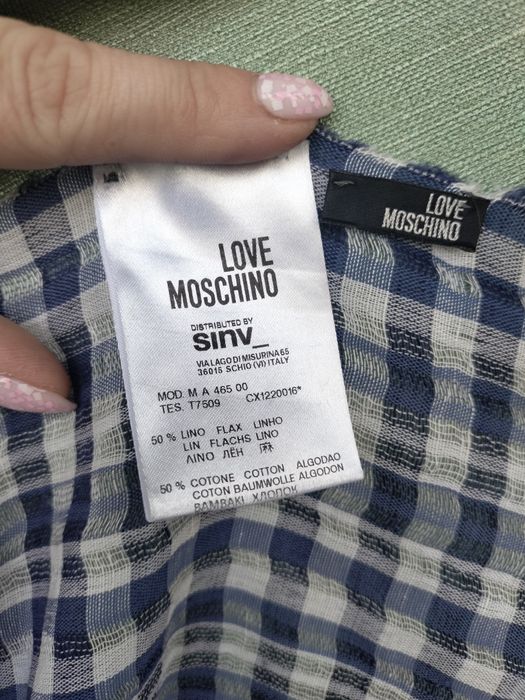 LOVE
MOSCHINO
LOVE
MOSCHINO
DISTRIBUTED BY
sinv_
VIA LAGO DI MISURINA 65
36015 SCHIO (VI) ITALY
MOD. M A 465 00
TES. T7509 CX1220016*
50 % LINO FLAX LINHO
LIN FLACHS LINO
ΛΙΝΟ ЛЁН 麻
50 % COTONE COTTON ALGODAO
COTON BAUMWOLLE ALGODON
BAMBAKI ХЛОПОК